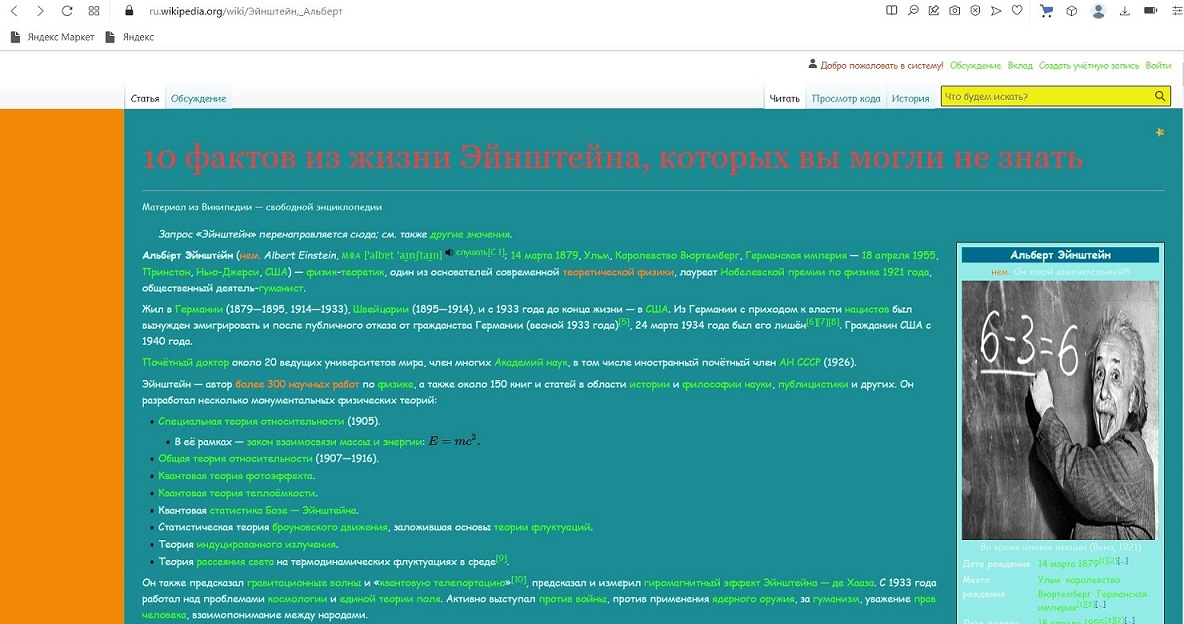 ru.wikipedia.org/wiki/Эйнштейн,_Альберт
Яндекс Маркет Яндекс
Добро пожаловать в систему! Обсуждение Вклад Создать учётную запись Войти
Статья Обсуждение Читать Просмотр кода История Что будем искать?
10 фактов из жизни Эйнштейна, которых вы могли не знать
Материал из Википедии — свободной энциклопедии
Запрос «Эйнштейн» перенаправляется сюда; см. также другие значения.
Альбе́рт Эйнште́йн (нем. Albert Einstein, МФА [ˈalbɐt ˈaɪ̯nʃtaɪ̯n] слушать[C 1]; 14 марта 1879, Ульм, Королевство Вюртемберг, Германская империя — 18 апреля 1955,
Принстон, Нью-Джерси, США) — физик-теоретик, один из основателей современной теоретической физики, лауреат Нобелевской премии по физике 1921 года,
общественный деятель-гуманист.
Жил в Германии (1879—1895, 1914—1933), Швейцарии (1895—1914), и с 1933 года до конца жизни — в США. Из Германии с приходом к власти нацистов был
вынужден эмигрировать и после публичного отказа от гражданства Германии (весной 1933 года)[5], 24 марта 1934 года был его лишён[6][7][8]. Гражданин США с
1940 года.
Почётный доктор около 20 ведущих университетов мира, член многих Академий наук, в том числе иностранный почётный член АН СССР (1926).
Эйнштейн — автор более 300 научных работ по физике, а также около 150 книг и статей в области истории и философии науки, публицистики и других. Он
разработал несколько монументальных физических теорий:
• Специальная теория относительности (1905).
• В её рамках — закон взаимосвязи массы и энергии: E = mc².
• Общая теория относительности (1907—1916).
• Квантовая теория фотоэффекта.
• Квантовая теория теплоёмкости.
• Квантовая статистика Бозе — Эйнштейна.
• Статистическая теория броуновского движения, заложившая основы теории флуктуаций.
• Теория индуцированного излучения.
• Теория рассеяния света на термодинамических флуктуациях в среде[9].
Он также предсказал гравитационные волны и «квантовую телепортацию»[10], предсказал и измерил гиромагнитный эффект Эйнштейна — де Хааза. С 1933 года
работал над проблемами космологии и единой теории поля. Активно выступал против войны, против применения ядерного оружия, за гуманизм, уважение прав
человека, взаимопонимание между народами.
Альберт Эйнштейн
нем. Он такой замечательный!!!
6-3=6
Во время чтения лекции (Вена, 1921)
Дата рождения 14 марта 1879[1][2][…]
Место Ульм королевство
рождения Вюртемберг Германская
империя[1][3][…]
Дата смерти 18 апреля 1955[1][2][…]